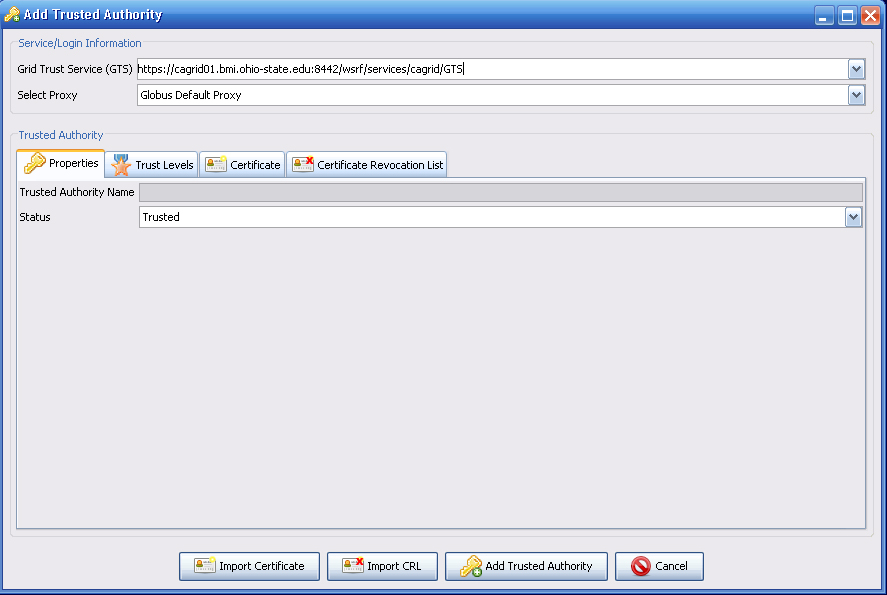 Add Trusted Authority
Service/Login Information
Grid Trust Service (GTS) https://cagrid01.bmi.ohio-state.edu:8442/wsrf/services/cagrid/GTS
Select Proxy Globus Default Proxy
Trusted Authority
Properties Trust Levels Certificate Certificate Revocation List
Trusted Authority Name
Status Trusted
Import Certificate Import CRL Add Trusted Authority Cancel